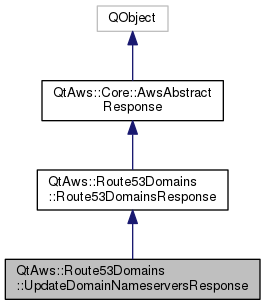 QObject
QtAws::Core::AwsAbstract
Response
QtAws::Route53Domains
::Route53DomainsResponse
QtAws::Route53Domains
::UpdateDomainNameserversResponse